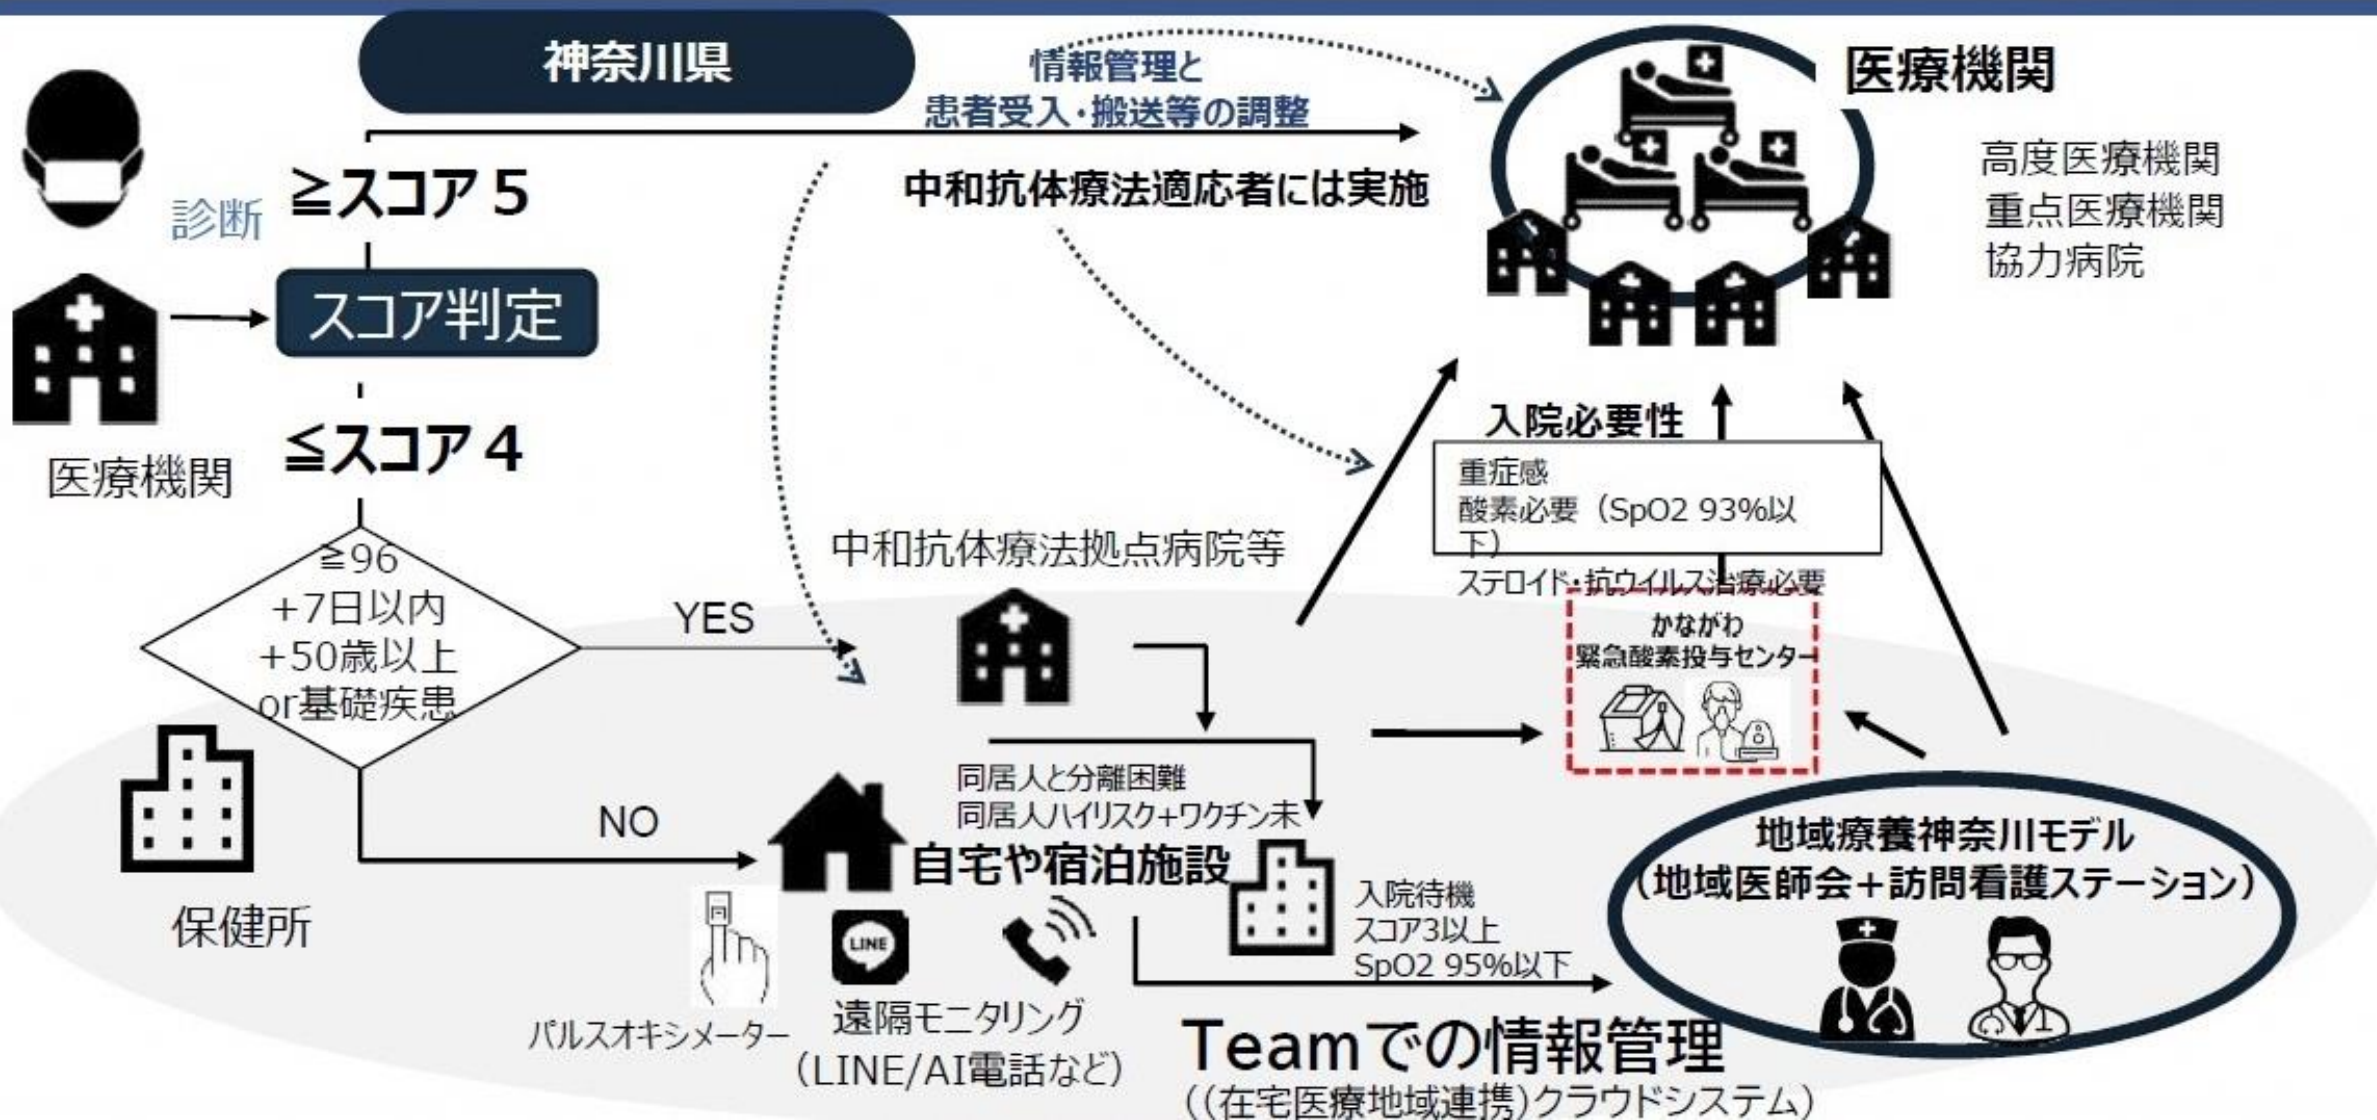 神奈川県
情報管理と
患者受入・搬送等の調整
医療機関
高度医療機関
重点医療機関
協力病院
診断
≧スコア５
中和抗体療法適応者には実施
スコア判定
≦スコア４
医療機関
入院必要性
重症感
酸素必要（SpO2 93%以
下）
ステロイド・抗ウイルス治療必要
≧96
+7日以内
+50歳以上
or基礎疾患
YES
中和抗体療法拠点病院等
かながわ
緊急酸素投与センター
NO
同居人と分離困難
同居人ハイリスク+ワクチン未
自宅や宿泊施設
保健所
入院待機
スコア3以上
SpO2 95%以下
地域療養神奈川モデル
（地域医師会＋訪問看護ステーション）
パルスオキシメーター
LINE
遠隔モニタリング
（LINE/AI電話など）
Teamでの情報管理
（(在宅医療地域連携）クラウドシステム）